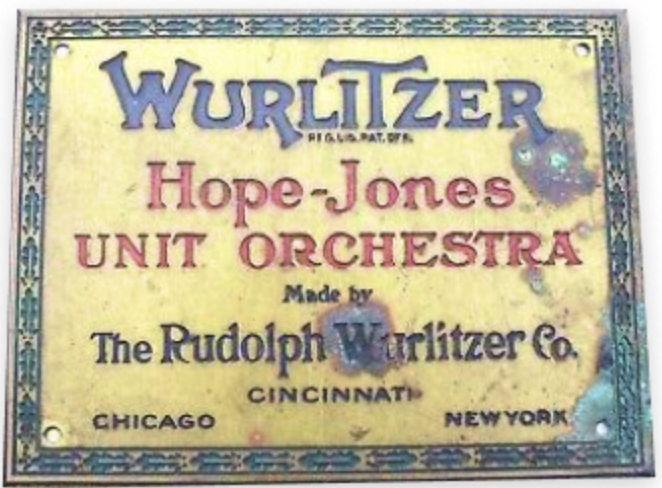 WURLITZER
REG. U.S. PAT. OFF.
Hope-Jones
UNIT ORCHESTRA
Made by
The Rudolph Wurlitzer Co.
CINCINNATI
CHICAGO NEW YORK